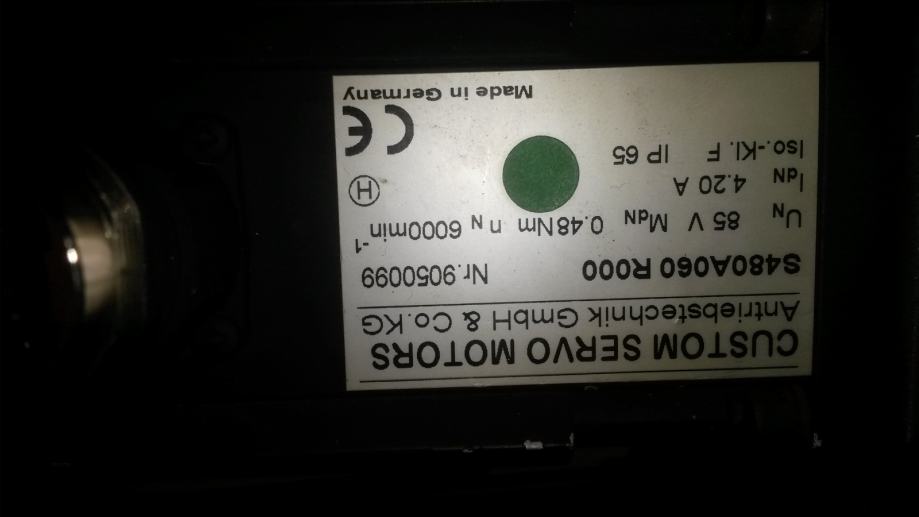 CUSTOM SERVO MOTORS
Antriebstechnik GmbH & Co.KG
S480A060 R000 Nr.9050099
UN 85 V MdN 0.48Nm nN 6000min-1
IdN 4.20 A H
Iso.-Kl. F IP 65 CE
Made in Germany